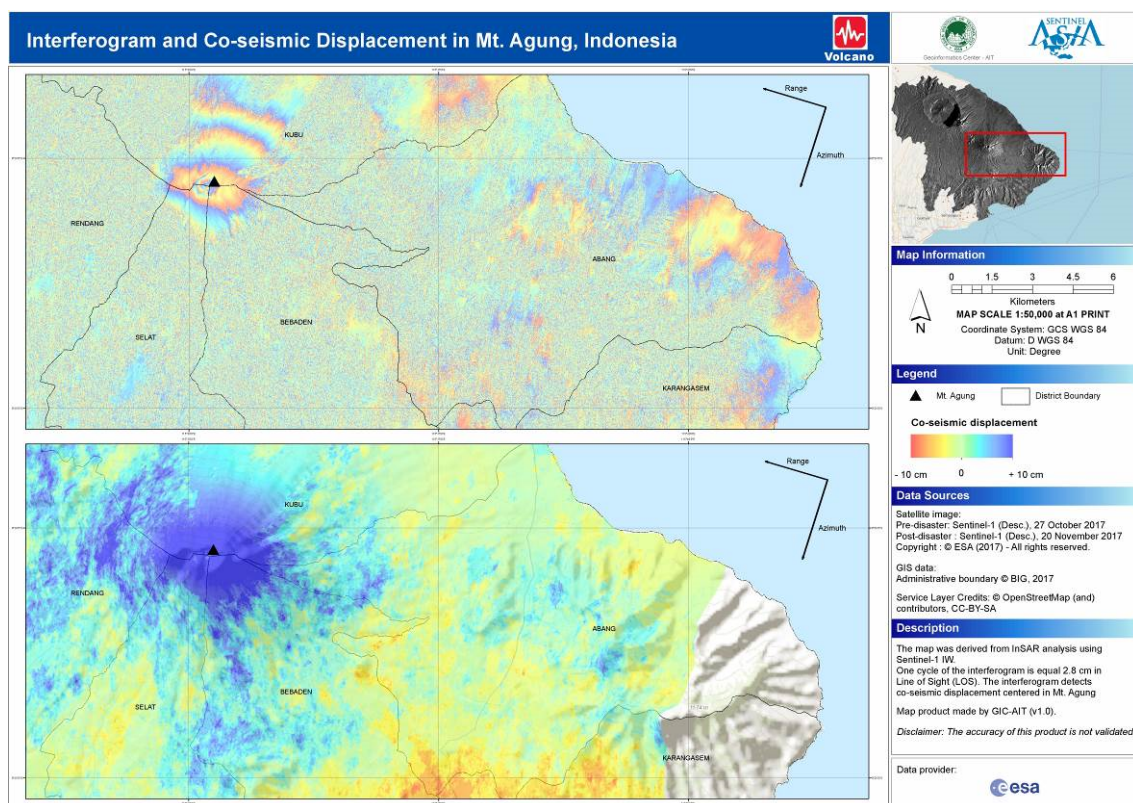 Interferogram and Co-seismic Displacement in Mt. Agung, Indonesia
Volcano
Geoinformatics Center - AIT
SENTINEL
ASIA
Range
Azimuth
KUBU
RENDANG
ABANG
SELAT
BEBADEN
KARANGASEM
Range
Azimuth
KUBU
RENDANG
ABANG
SELAT
BEBADEN
KARANGASEM
Map Information
0 1.5 3 4.5 6
Kilometers
MAP SCALE 1:50,000 at A1 PRINT
N
Coordinate System: GCS WGS 84
Datum: D WGS 84
Unit: Degree
Legend
Mt. Agung
District Boundary
Co-seismic displacement
- 10 cm 0 + 10 cm
Data Sources
Satellite image:
Pre-disaster: Sentinel-1 (Desc.), 27 October 2017
Post-disaster : Sentinel-1 (Desc.), 20 November 2017
Copyright : © ESA (2017) - All rights reserved.
GIS data:
Administrative boundary © BIG, 2017
Service Layer Credits: © OpenStreetMap (and)
contributors, CC-BY-SA
Description
The map was derived from InSAR analysis using
Sentinel-1 IW.
One cycle of the interferogram is equal 2.8 cm in
Line of Sight (LOS). The interferogram detects
co-seismic displacement centered in Mt. Agung
Map product made by GIC-AIT (v1.0).
Disclaimer: The accuracy of this product is not validated
Data provider:
esa